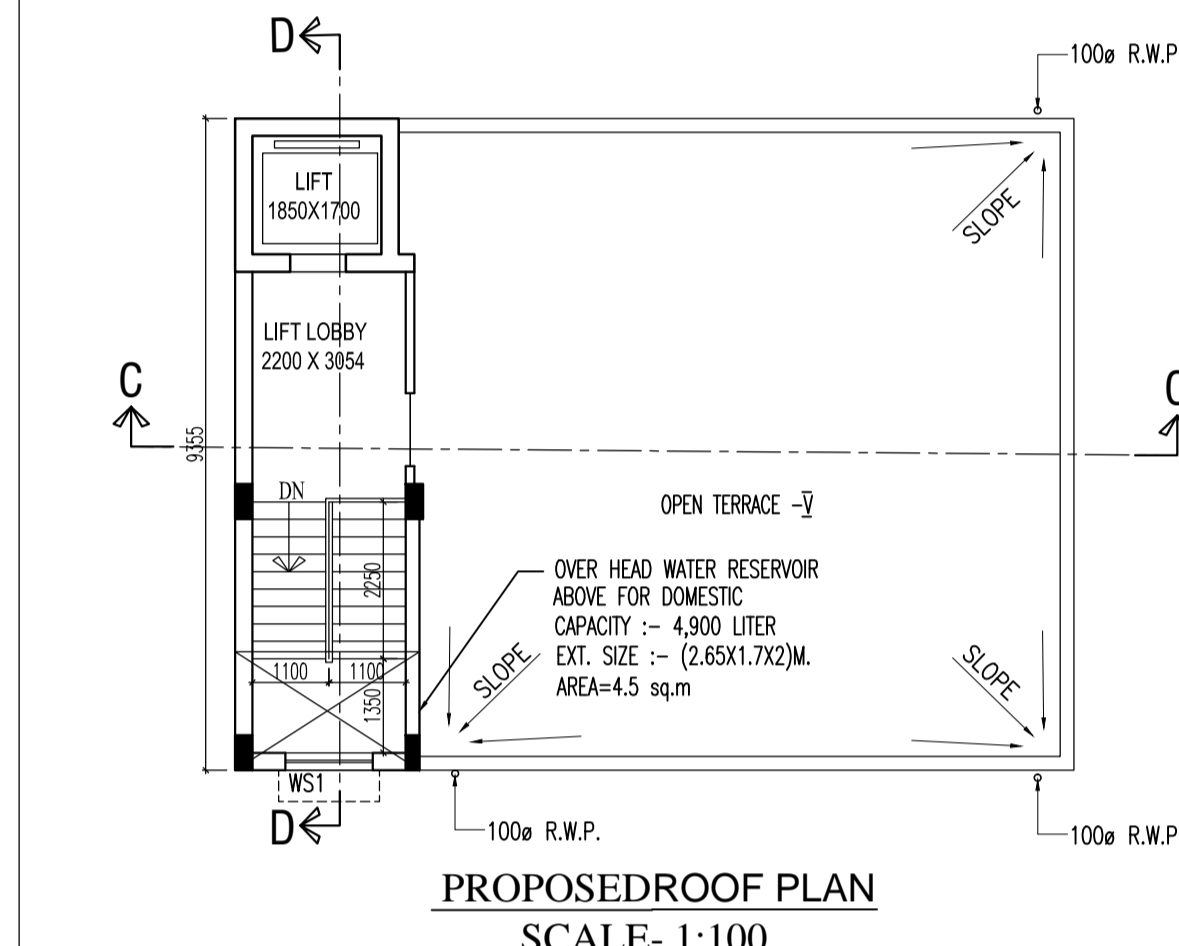 D
100ø R.W.P
LIFT
1850X1700
SLOPE
LIFT LOBBY
2200 X 3054
C
9355
DN
OPEN TERRACE -V
2250
OVER HEAD WATER RESERVOIR
ABOVE FOR DOMESTIC
CAPACITY :- 4,900 LITER
EXT. SIZE :- (2.65X1.7X2)M.
AREA=4.5 sq.m
SLOPE
SLOPE
1100
1100
1350
WS1
D
100ø R.W.P.
100ø R.W.P
PROPOSEDROOF PLAN
SCALE- 1:100